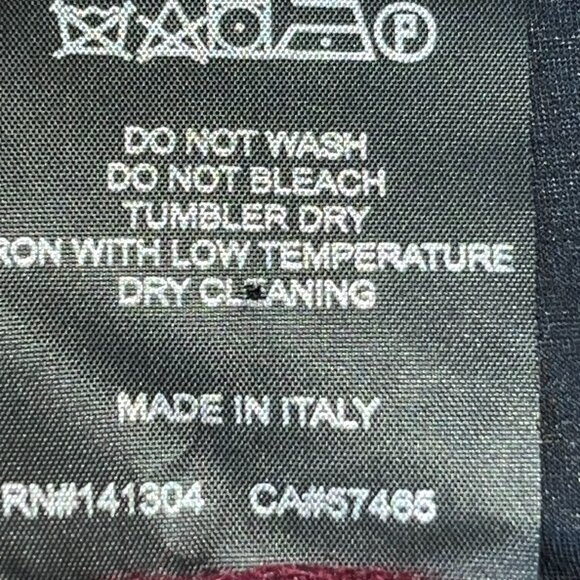 P
DO NOT WASH
DO NOT BLEACH
TUMBLER DRY
RON WITH LOW TEMPERATURE
DRY CLEANING
MADE IN ITALY
RN#141304 CA#57465